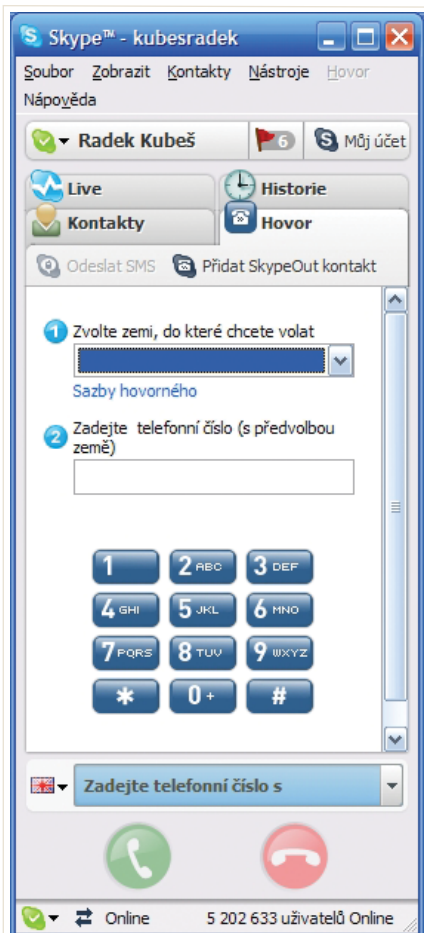 Skype™ - kubesradek
Soubor Zobrazit Kontakty Nástroje Hovor
Nápověda
Radek Kubeš 6 Můj účet
Live Historie
Kontakty Hovor
Odeslat SMS Přidat SkypeOut kontakt
1 Zvolte zemi, do které chcete volat
Sazby hovorného
2 Zadejte telefonní číslo (s předvolbou
země)
1 2 ABC 3 DEF
4 GHI 5 JKL 6 MNO
7 PQRS 8 TUV 9 WXYZ
* 0 + #
Zadejte telefonní číslo s
Online 5 202 633 uživatelů Online